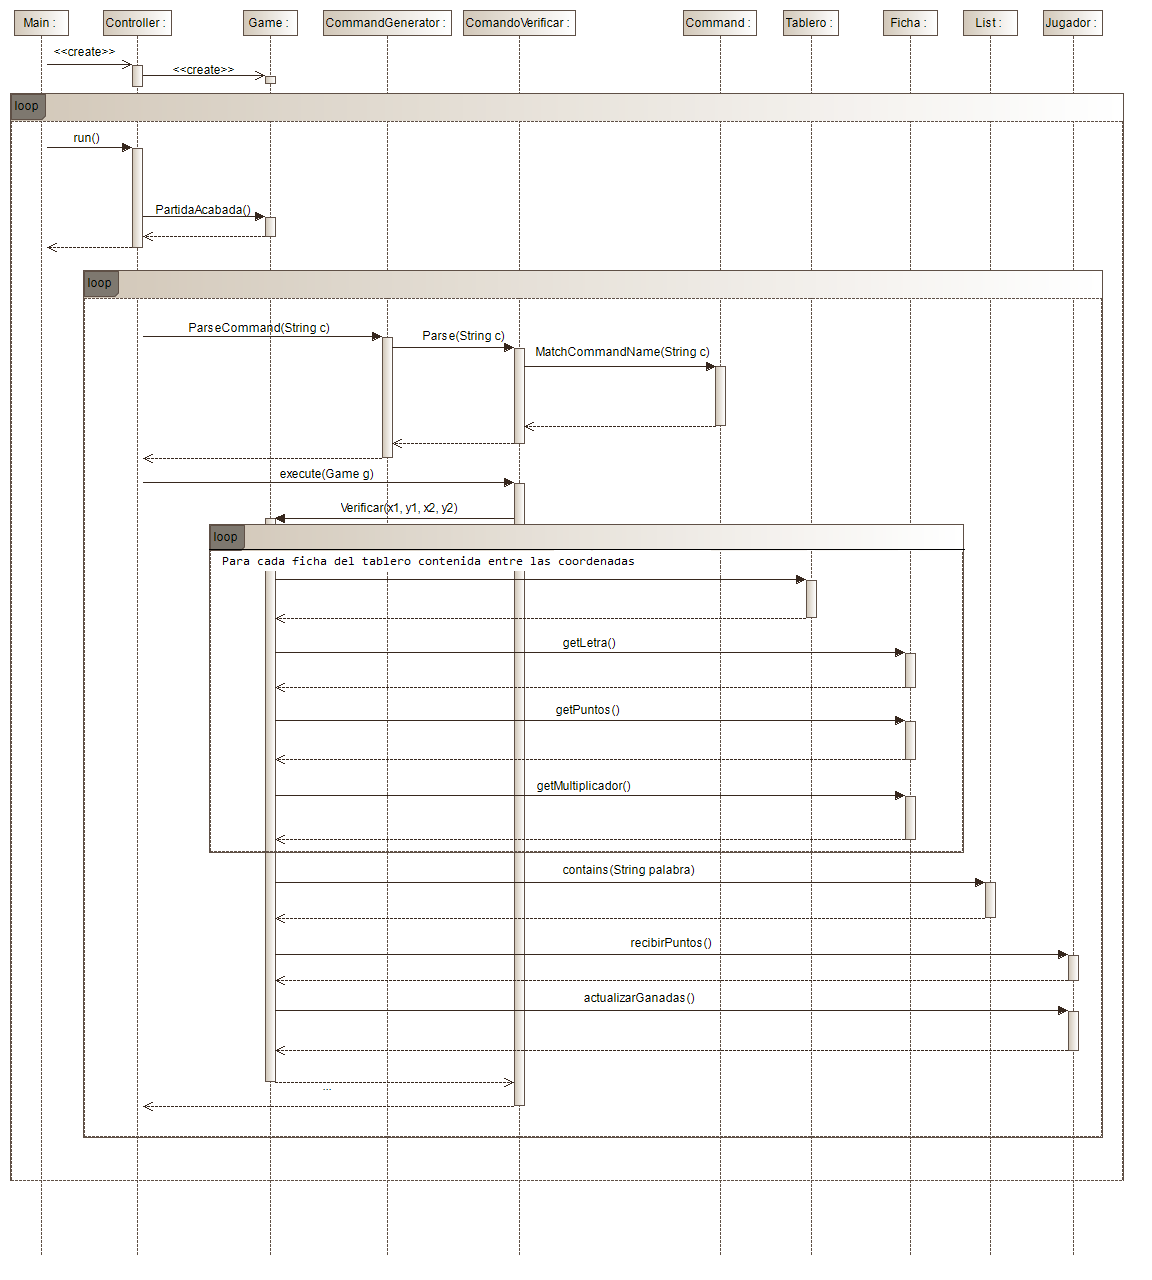 Main :
Controller :
Game :
CommandGenerator :
ComandoVerificar :
Command :
Tablero :
Ficha :
List :
Jugador :
<<create>>
<<create>>
loop
run()
PartidaAcabada()
loop
ParseCommand(String c)
Parse(String c)
MatchCommandName(String c)
execute(Game g)
Verificar(x1, y1, x2, y2)
loop
Para cada ficha del tablero contenida entre las coordenadas
getLetra()
getPuntos()
getMultiplicador()
contains(String palabra)
recibirPuntos()
actualizarGanadas()
...